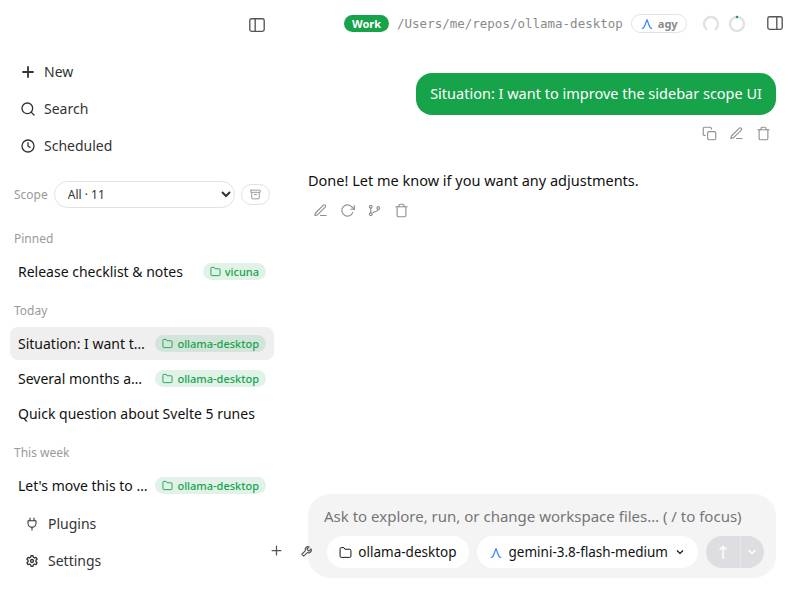 Work /Users/me/repos/ollama-desktop agy
New
Search
Scheduled
Scope All · 11
Pinned
Release checklist & notes vicuna
Today
Situation: I want t... ollama-desktop
Several months a... ollama-desktop
Quick question about Svelte 5 runes
This week
Let's move this to ... ollama-desktop
Plugins
Settings
Situation: I want to improve the sidebar scope UI
Done! Let me know if you want any adjustments.
Ask to explore, run, or change workspace files... ( / to focus)
ollama-desktop gemini-3.8-flash-medium